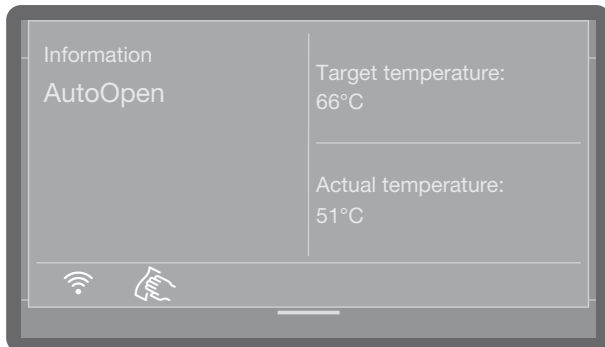 Information
AutoOpen
Target temperature:
66°C
Actual temperature:
51°C